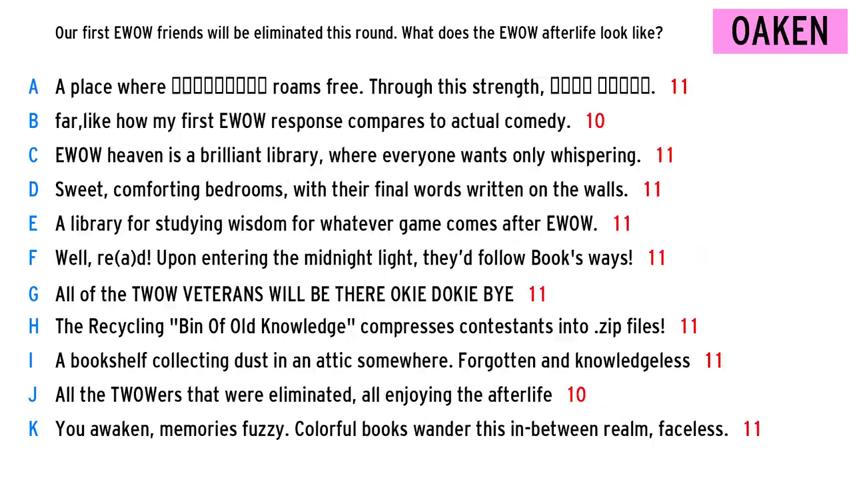 Our first EWOW friends will be eliminated this round. What does the EWOW afterlife look like?
OAKEN
A A place where ▯▯▯▯▯▯▯▯▯ roams free. Through this strength, ▯▯▯▯ ▯▯▯▯▯. 11
B far,like how my first EWOW response compares to actual comedy. 10
C EWOW heaven is a brilliant library, where everyone wants only whispering. 11
D Sweet, comforting bedrooms, with their final words written on the walls. 11
E A library for studying wisdom for whatever game comes after EWOW. 11
F Well, re(a)d! Upon entering the midnight light, they’d follow Book's ways! 11
G All of the TWOW VETERANS WILL BE THERE OKIE DOKIE BYE 11
H The Recycling "Bin Of Old Knowledge" compresses contestants into .zip files! 11
I A bookshelf collecting dust in an attic somewhere. Forgotten and knowledgeless 11
J All the TWOWers that were eliminated, all enjoying the afterlife 10
K You awaken, memories fuzzy. Colorful books wander this in-between realm, faceless. 11